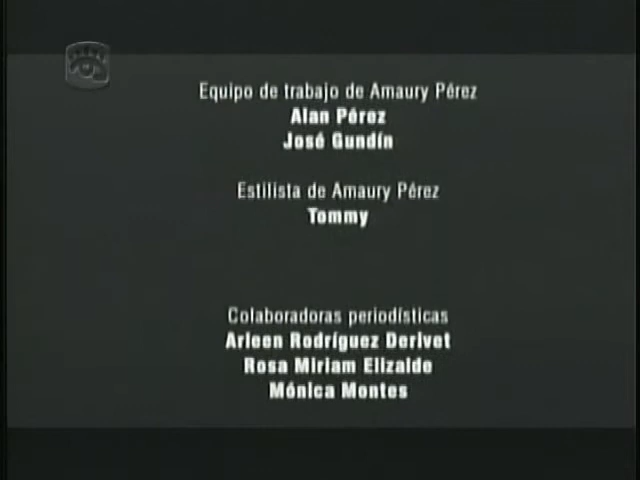 Equipo de trabajo de Amaury Pérez
Alan Pérez
José Gundín
Estilista de Amaury Pérez
Tommy
Colaboradoras periodísticas
Arleen Rodríguez Derivet
Rosa Miriam Elizalde
Mónica Montes